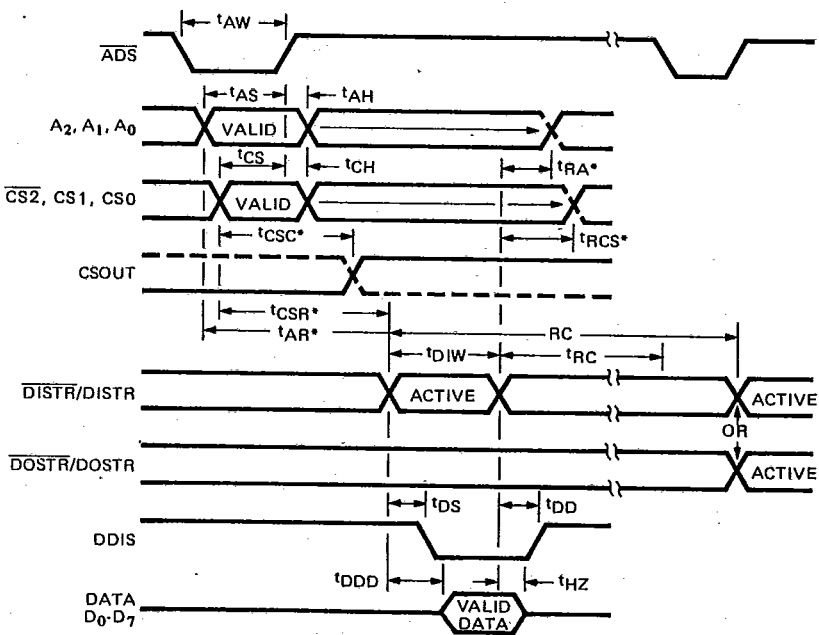 tAW
ADS
tAS
tAH
A2, A1, A0
VALID
tCS
tCH
tRA*
CS2, CS1, CS0
VALID
tCSC*
tRCS*
CSOUT
tCSR*
tAR*
RC
tDIW
tRC
DISTR/DISTR
ACTIVE
ACTIVE
OR
DOSTR/DOSTR
ACTIVE
tDS
tDD
DDIS
tDDD
tHZ
DATA
D0-D7
VALID
DATA